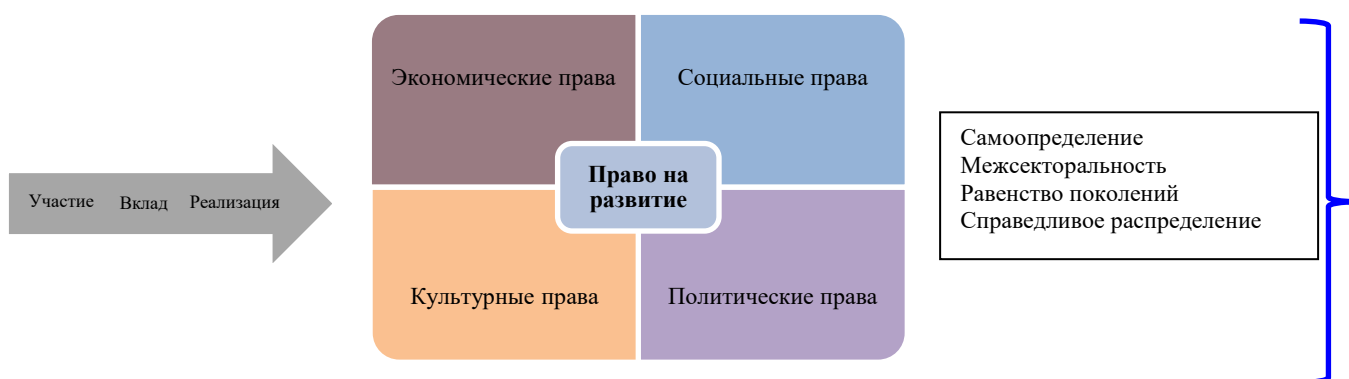 Участие Вклад Реализация
Экономические права
Социальные права
Право на
развитие
Культурные права
Политические права
Самоопределение
Межсекторальность
Равенство поколений
Справедливое распределение